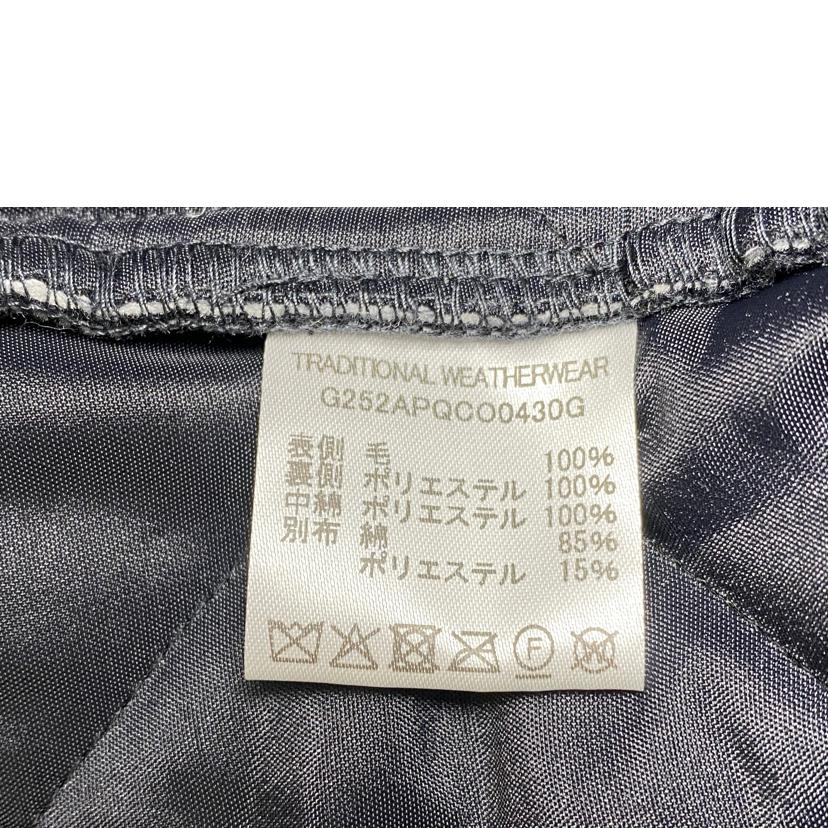 TRADITIONAL WEATHERWEAR
G252APQCO0430G
表側 毛 100%
裏側 ポリエステル 100%
中綿 ポリエステル 100%
別布 綿 85%
ポリエステル 15%
F
W